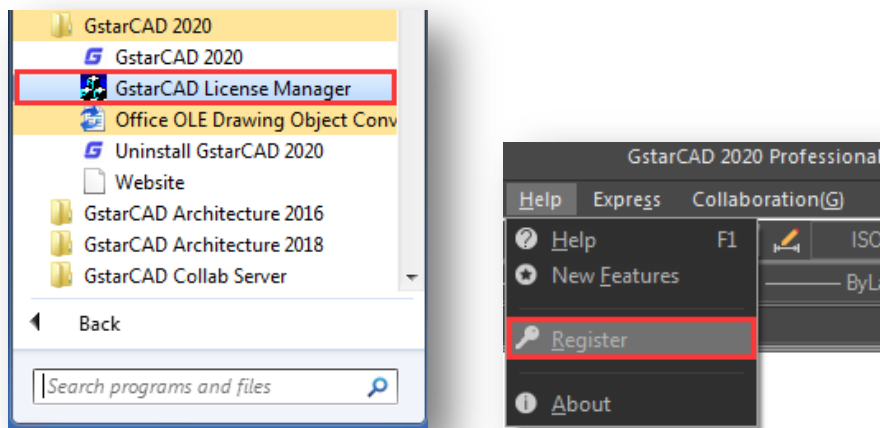 GstarCAD 2020
GstarCAD 2020
GstarCAD License Manager
Office OLE Drawing Object Conv
Uninstall GstarCAD 2020
Website
GstarCAD Architecture 2016
GstarCAD Architecture 2018
GstarCAD Collab Server
Back
Search programs and files
GstarCAD 2020 Professional
Help Express Collaboration(G)
Help F1 ISO
New Features ByLa
Register
About